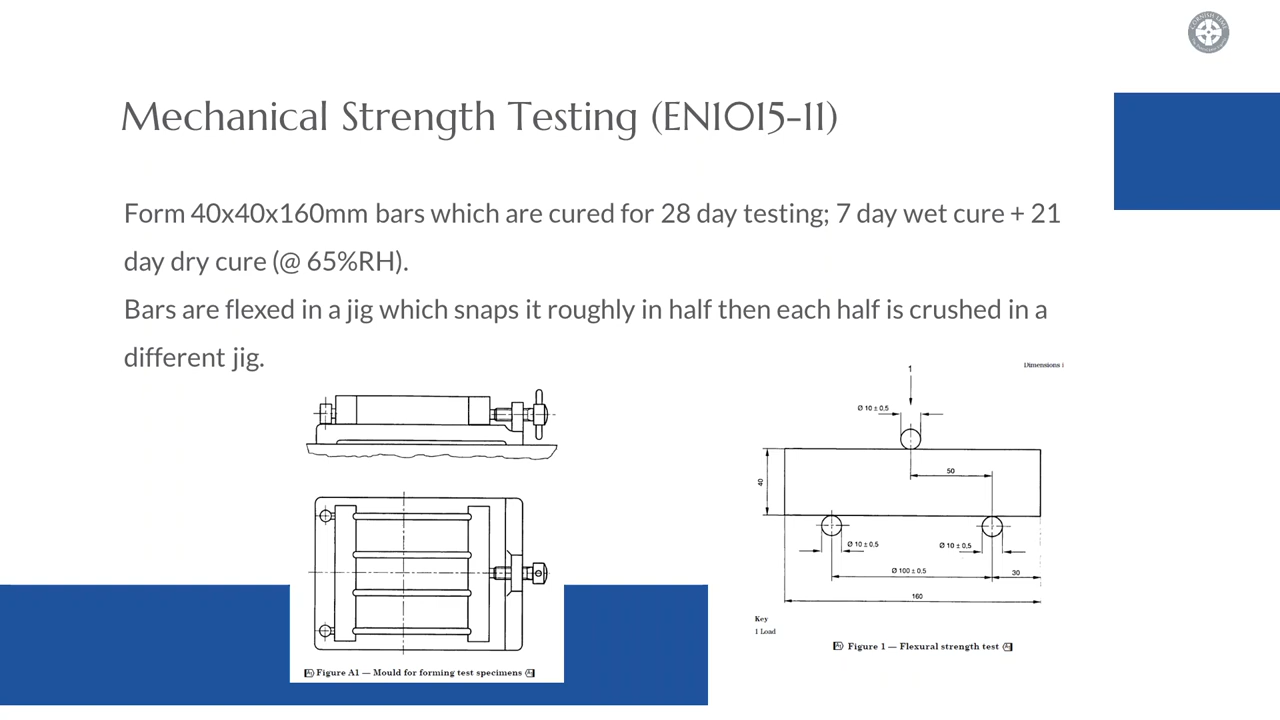 CORNISH LIME
Mechanical Strength Testing (EN1015-11)
Form 40x40x160mm bars which are cured for 28 day testing; 7 day wet cure + 21
day dry cure (@ 65%RH).
Bars are flexed in a jig which snaps it roughly in half then each half is crushed in a
different jig.
Dimensions i
1
Ø 10 ± 0,5
50
40
Ø 10 ± 0,5
Ø 10 ± 0,5
Ø 100 ± 0,5
30
160
Key
1 Load
Figure 1 — Flexural strength test
Figure A1 — Mould for forming test specimens